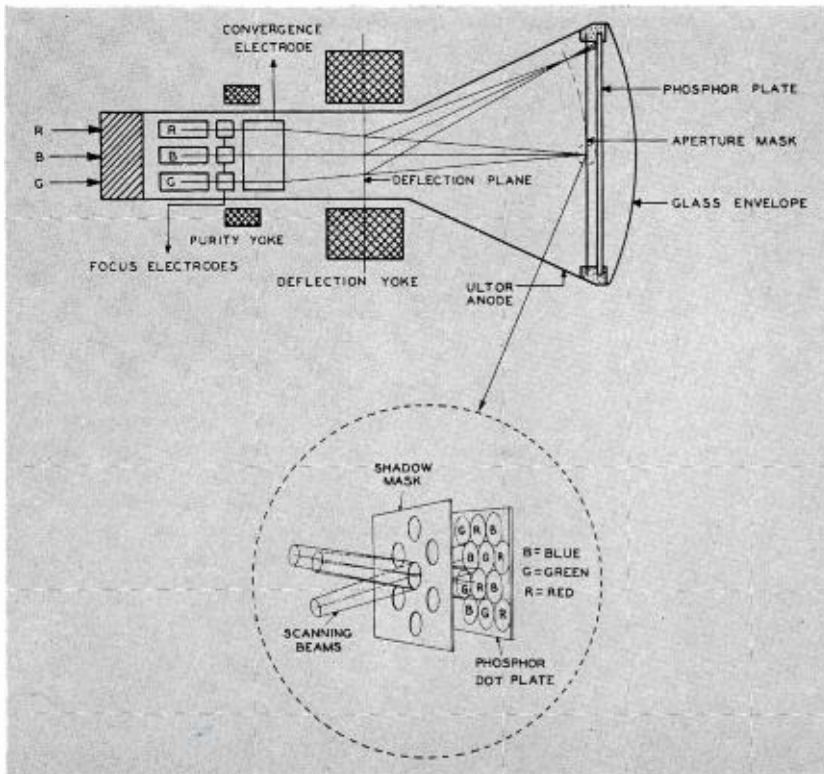 CONVERGENCE
ELECTRODE
PHOSPHOR PLATE
R
R
APERTURE MASK
B
B
G
G
DEFLECTION PLANE
GLASS ENVELOPE
PURITY YOKE
FOCUS ELECTRODES
DEFLECTION YOKE
ULTOR
ANODE
SHADOW
MASK
G R B
B G R
G R B
B G R
B = BLUE
G = GREEN
R = RED
SCANNING
BEAMS
PHOSPHOR
DOT PLATE